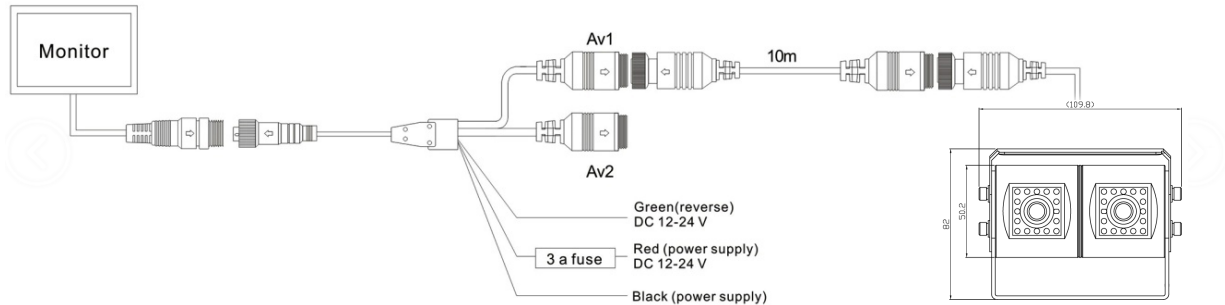 Monitor
Av1
10m
Av2
Green(reverse)
DC 12-24 V
3 a fuse
Red (power supply)
DC 12-24 V
Black (power supply)
(109.8)
82
50.2